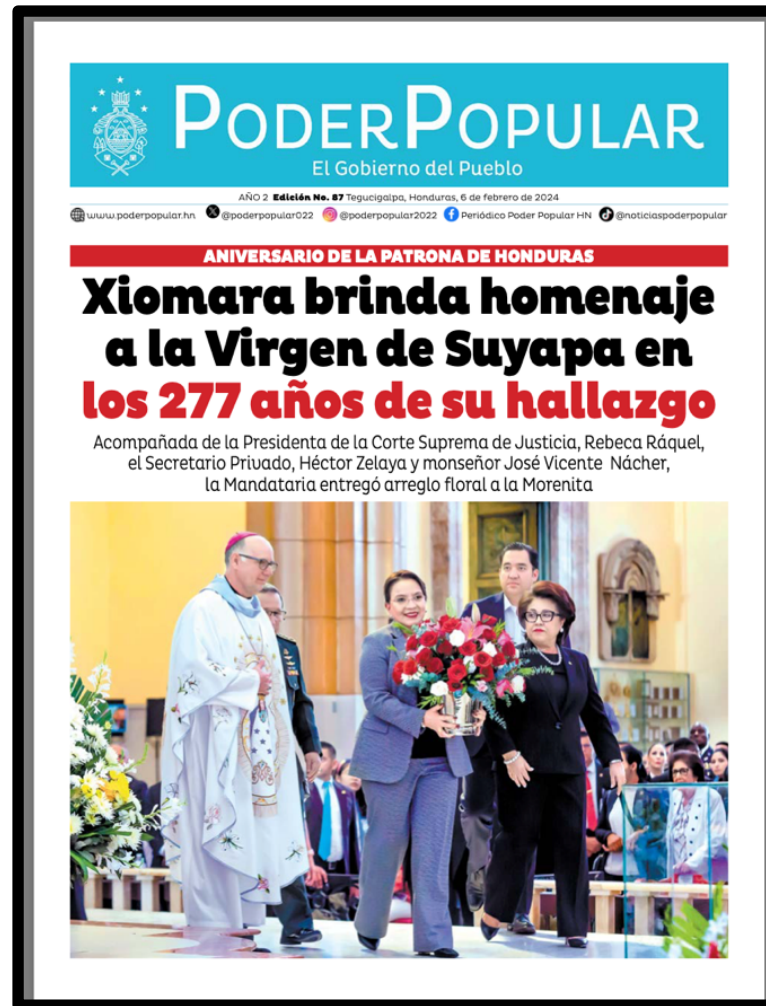 PODERPOPULAR
El Gobierno del Pueblo
AÑO 2 Edición No. 87 Tegucigalpa, Honduras, 6 de febrero de 2024
www.poderpopular.hn @poderpopular022 @poderpopular2022 Periódico Poder Popular HN @noticiaspoderpopular
ANIVERSARIO DE LA PATRONA DE HONDURAS
Xiomara brinda homenaje
a la Virgen de Suyapa en
los 277 años de su hallazgo
Acompañada de la Presidenta de la Corte Suprema de Justicia, Rebeca Ráquel,
el Secretario Privado, Héctor Zelaya y monseñor José Vicente Nácher,
la Mandataria entregó arreglo floral a la Morenita